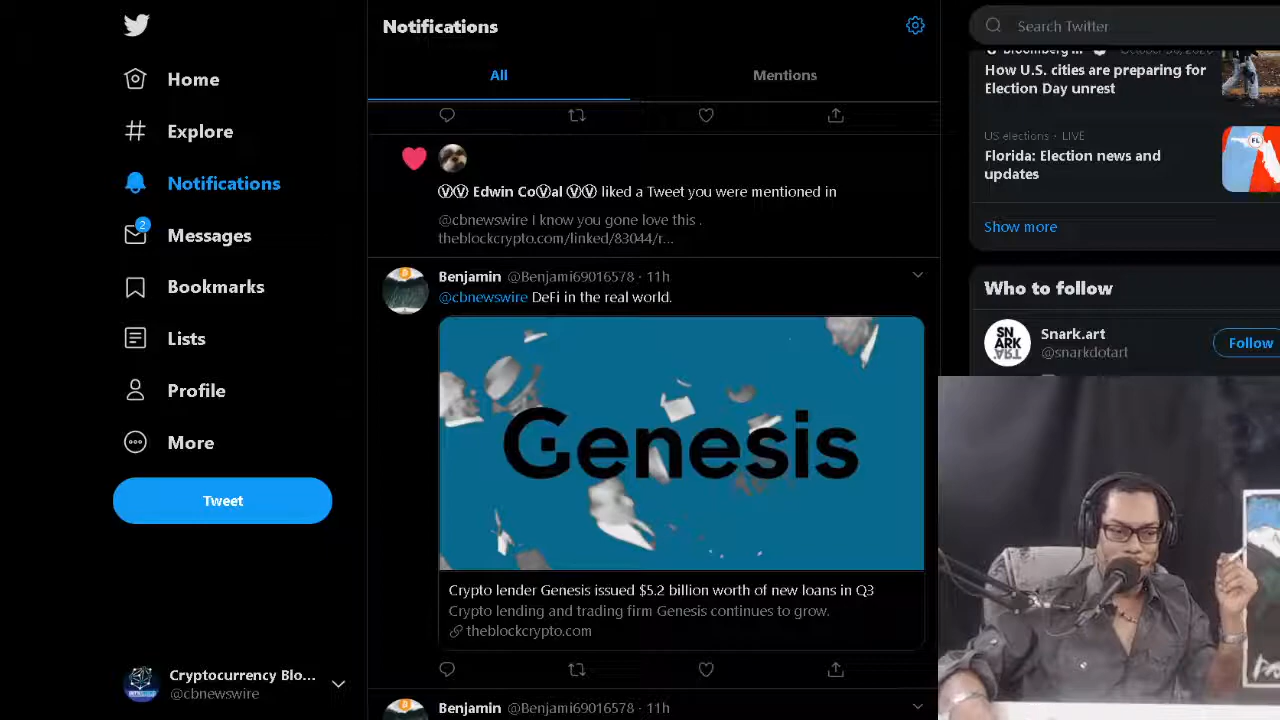 Home
Explore
Notifications
2
Messages
Bookmarks
Lists
Profile
More
Tweet
Cryptocurrency Blo...
@cbnewswire
Notifications
All
Mentions
ⓋⓋ Edwin CoⓋal ⓋⓋ liked a Tweet you were mentioned in
@cbnewswire I know you gone love this .
theblockcrypto.com/linked/83044/r...
Benjamin @Benjami69016578 · 11h
@cbnewswire DeFi in the real world.
Genesis
Crypto lender Genesis issued $5.2 billion worth of new loans in Q3
Crypto lending and trading firm Genesis continues to grow.
theblockcrypto.com
Benjamin @Benjami69016578 · 11h
Search Twitter
How U.S. cities are preparing for
Election Day unrest
US elections · LIVE
Florida: Election news and
updates
FL
Show more
Who to follow
SN
ARK
ART
Snark.art
@snarkdotart
Follow